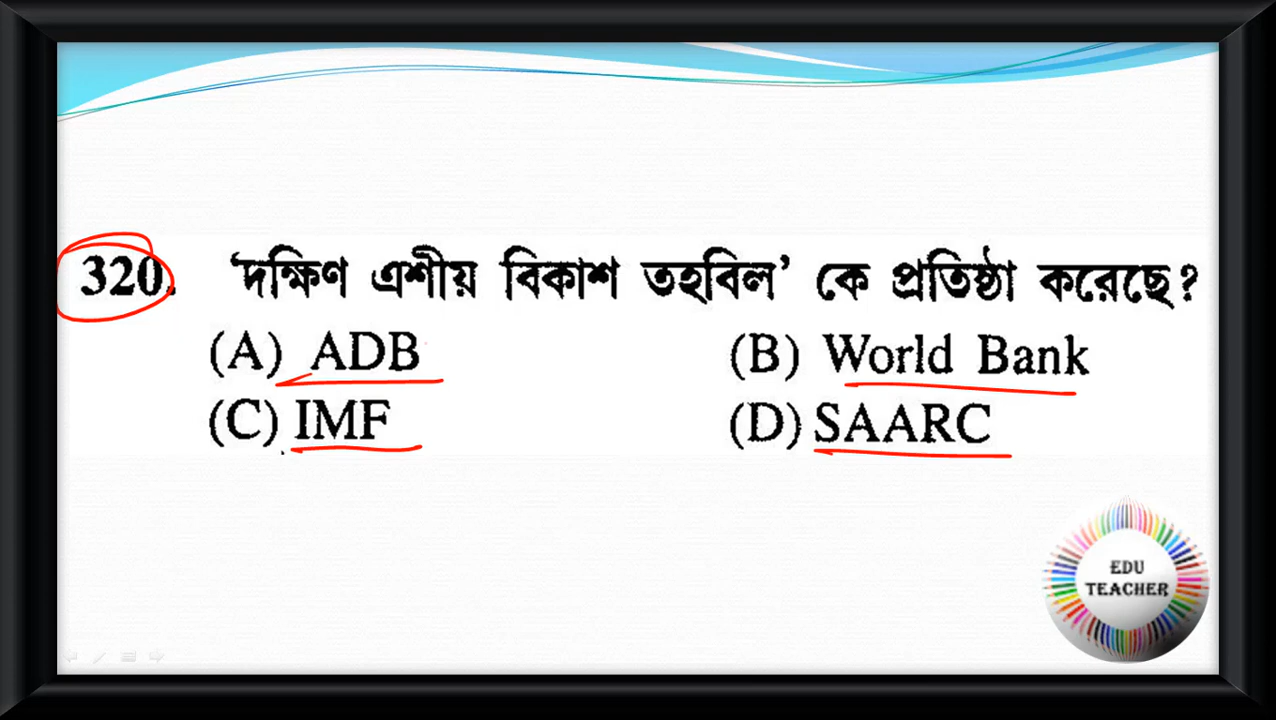 320. ‘দক্ষিণ এশীয় বিকাশ তহবিল’ কে প্রতিষ্ঠা করেছে?
(A) ADB (B) World Bank
(C) IMF (D) SAARC
EDU
TEACHER